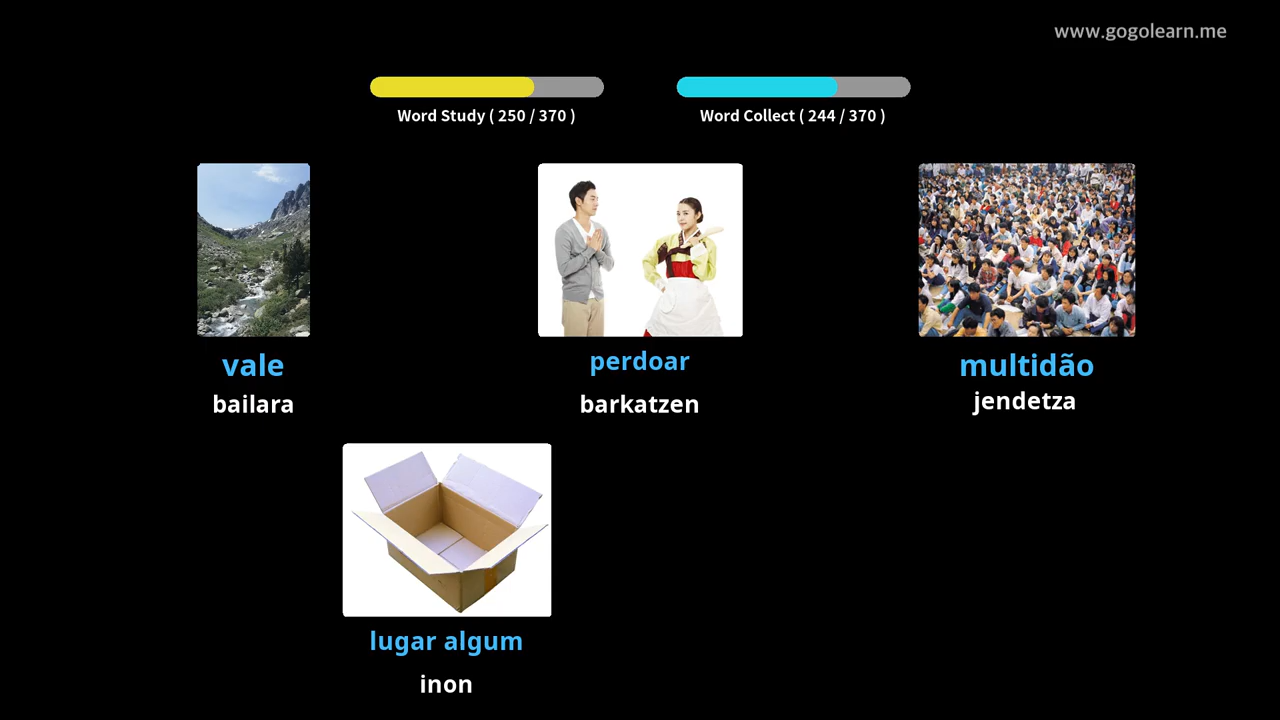 www.gogolearn.me
Word Study ( 250 / 370 )
Word Collect ( 244 / 370 )
vale
bailara
perdoar
barkatzen
multidão
jendetza
lugar algum
inon